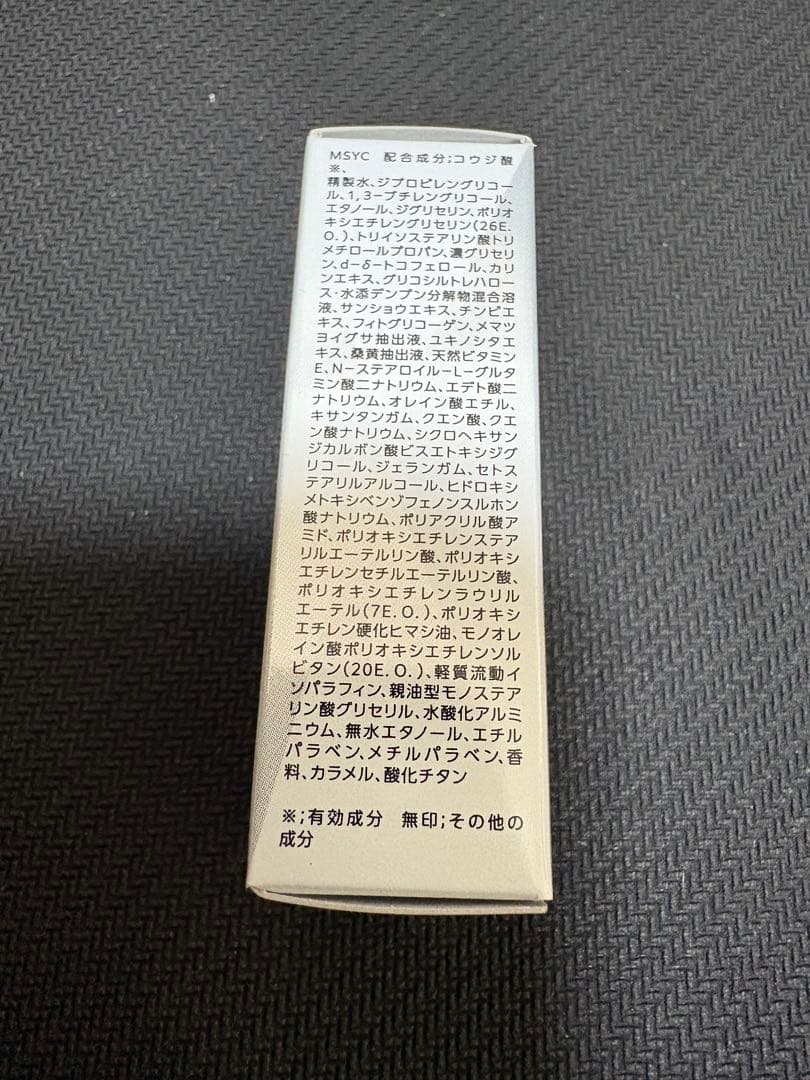 MSYC 配合成分;コウジ酸
※、
精製水、ジプロピレングリコー
ル、1,3−ブチレングリコール、
エタノール、ジグリセリン、ポリオ
キシエチレングリセリン(26E.
O.)、トリイソステアリン酸トリ
メチロールプロパン、濃グリセリ
ン、d−δ−トコフェロール、カリ
ンエキス、グリコシルトレハロー
ス・水添デンプン分解物混合溶
液、サンショウエキス、チンピエ
キス、フィトグリコーゲン、メマツ
ヨイグサ抽出液、ユキノシタエ
キス、桑黄抽出液、天然ビタミン
E、N−ステアロイル−L−グルタ
ミン酸二ナトリウム、エデト酸二
ナトリウム、オレイン酸エチル、
キサンタンガム、クエン酸、クエ
ン酸ナトリウム、シクロヘキサン
ジカルボン酸ビスエトキシジグ
リコール、ジェランガム、セトス
テアリルアルコール、ヒドロキシ
メトキシベンゾフェノンスルホン
酸ナトリウム、ポリアクリル酸ア
ミド、ポリオキシエチレンステア
リルエーテルリン酸、ポリオキシ
エチレンセチルエーテルリン酸、
ポリオキシエチレンラウリル
エーテル(7E.O.)、ポリオキシ
エチレン硬化ヒマシ油、モノオレ
イン酸ポリオキシエチレンソル
ビタン(20E.O.)、軽質流動イ
ソパラフィン、親油型モノステア
リン酸グリセリル、水酸化アルミ
ニウム、無水エタノール、エチル
パラベン、メチルパラベン、香
料、カラメル、酸化チタン
※;有効成分 無印;その他の
成分